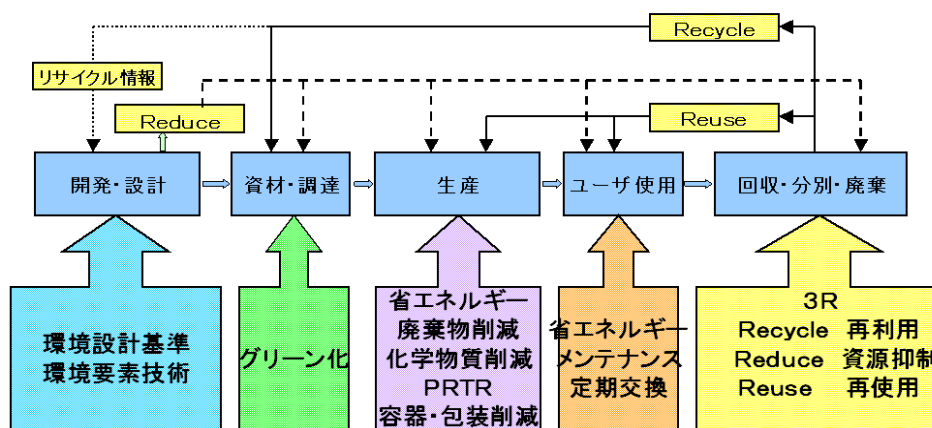 Recycle
リサイクル情報
Reduce
Reuse
開発・設計
資材・調達
生産
ユーザ使用
回収・分別・廃棄
環境設計基準
環境要素技術
グリーン化
省エネルギー
廃棄物削減
化学物質削減
PRTR
容器・包装削減
省エネルギー
メンテナンス
定期交換
3R
Recycle 再利用
Reduce 資源抑制
Reuse 再使用